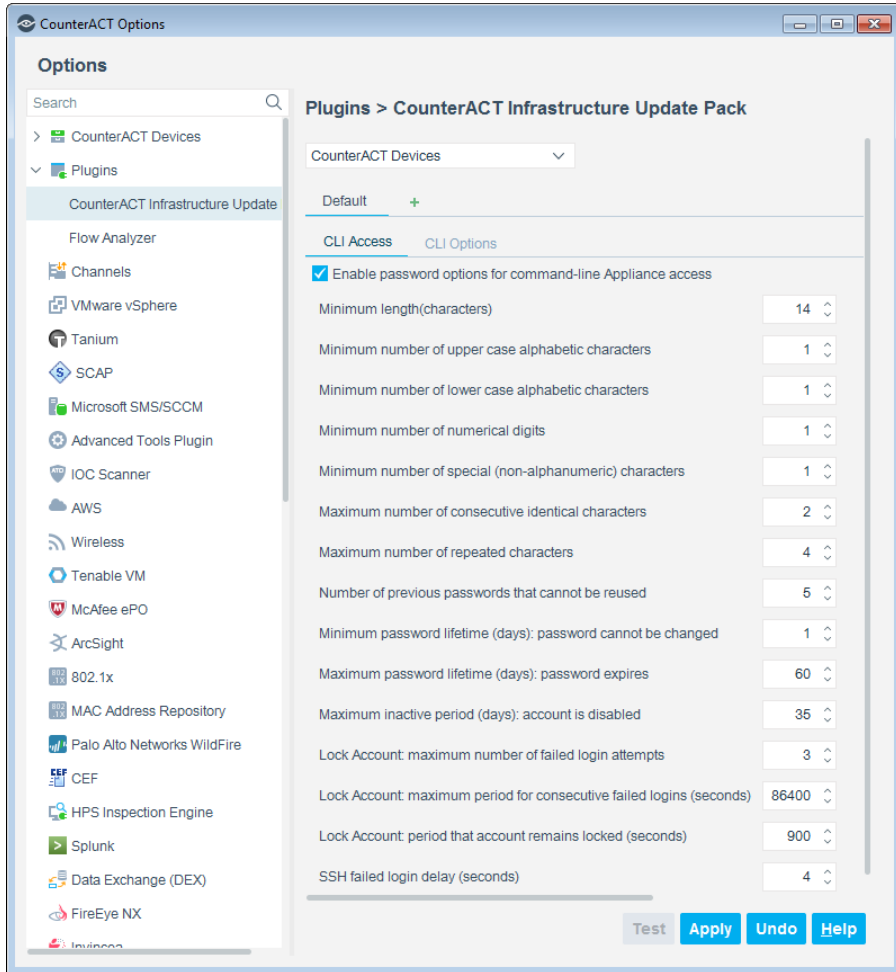 CounterACT Options
Options
Search
CounterACT Devices
Plugins
CounterACT Infrastructure Update
Flow Analyzer
Channels
VMware vSphere
Tanium
SCAP
Microsoft SMS/SCCM
Advanced Tools Plugin
IOC Scanner
AWS
Wireless
Tenable VM
McAfee ePO
ArcSight
802.1x
MAC Address Repository
Palo Alto Networks WildFire
CEF
HPS Inspection Engine
Splunk
Data Exchange (DEX)
FireEye NX
Invincea
Plugins > CounterACT Infrastructure Update Pack
CounterACT Devices
Default +
CLI Access CLI Options
Enable password options for command-line Appliance access
Minimum length(characters) 14
Minimum number of upper case alphabetic characters 1
Minimum number of lower case alphabetic characters 1
Minimum number of numerical digits 1
Minimum number of special (non-alphanumeric) characters 1
Maximum number of consecutive identical characters 2
Maximum number of repeated characters 4
Number of previous passwords that cannot be reused 5
Minimum password lifetime (days): password cannot be changed 1
Maximum password lifetime (days): password expires 60
Maximum inactive period (days): account is disabled 35
Lock Account: maximum number of failed login attempts 3
Lock Account: maximum period for consecutive failed logins (seconds) 86400
Lock Account: period that account remains locked (seconds) 900
SSH failed login delay (seconds) 4
Test Apply Undo Help